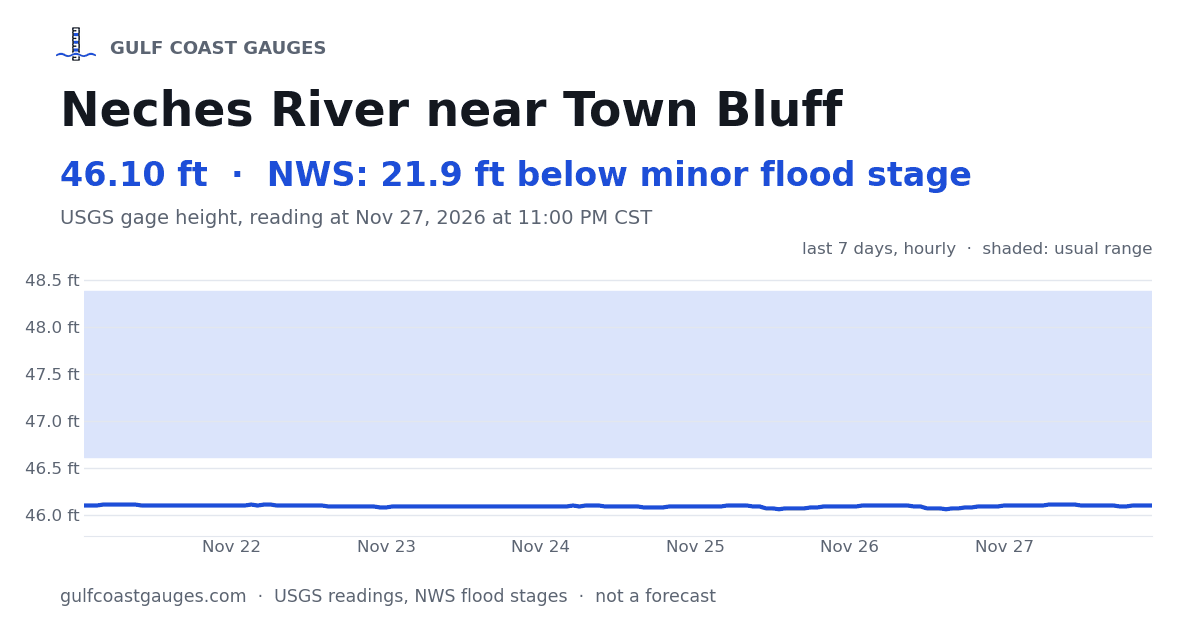 GULF COAST GAUGES
Neches River near Town Bluff
46.10 ft · NWS: 21.9 ft below minor flood stage
USGS gage height, reading at Nov 27, 2026 at 11:00 PM CST
last 7 days, hourly · shaded: usual range
48.5 ft
48.0 ft
47.5 ft
47.0 ft
46.5 ft
46.0 ft
Nov 22 Nov 23 Nov 24 Nov 25 Nov 26 Nov 27
gulfcoastgauges.com · USGS readings, NWS flood stages · not a forecast